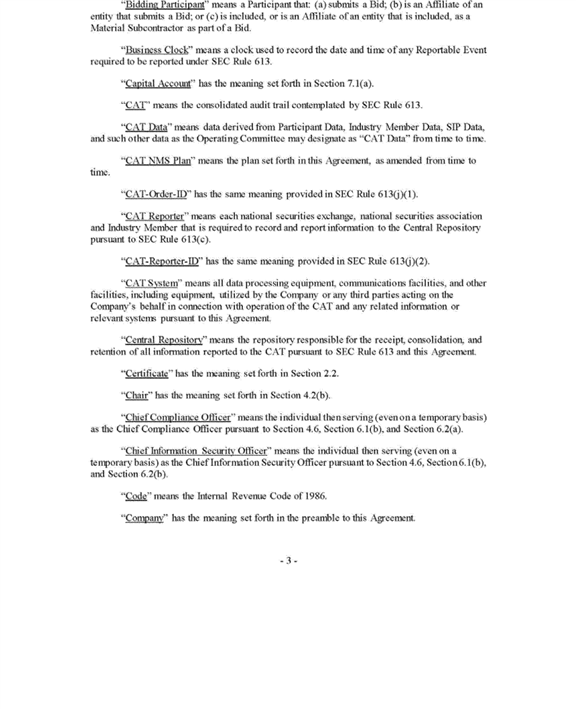 “Bidding Participant” means a Participant that: (a) submits a Bid; (b) is an Affiliate of an
entity that submits a Bid; or (c) is included, or is an Affiliate of an entity that is included, as a
Material Subcontractor as part of a Bid.
“Business Clock” means a clock used to record the date and time of any Reportable Event
required to be reported under SEC Rule 613.
“Capital Account” has the meaning set forth in Section 7.1(a).
“CAT” means the consolidated audit trail contemplated by SEC Rule 613.
“CAT Data” means data derived from Participant Data, Industry Member Data, SIP Data,
and such other data as the Operating Committee may designate as “CAT Data” from time to time.
“CAT NMS Plan” means the plan set forth in this Agreement, as amended from time to
time.
“CAT-Order-ID” has the same meaning provided in SEC Rule 613(j)(1).
“CAT Reporter” means each national securities exchange, national securities association
and Industry Member that is required to record and report information to the Central Repository
pursuant to SEC Rule 613(c).
“CAT-Reporter-ID” has the same meaning provided in SEC Rule 613(j)(2).
“CAT System” means all data processing equipment, communications facilities, and other
facilities, including equipment, utilized by the Company or any third parties acting on the
Company’s behalf in connection with operation of the CAT and any related information or
relevant systems pursuant to this Agreement.
“Central Repository” means the repository responsible for the receipt, consolidation, and
retention of all information reported to the CAT pursuant to SEC Rule 613 and this Agreement.
“Certificate” has the meaning set forth in Section 2.2.
“Chair” has the meaning set forth in Section 4.2(b).
“Chief Compliance Officer” means the individual then serving (even on a temporary basis)
as the Chief Compliance Officer pursuant to Section 4.6, Section 6.1(b), and Section 6.2(a).
“Chief Information Security Officer” means the individual then serving (even on a
temporary basis) as the Chief Information Security Officer pursuant to Section 4.6, Section 6.1(b),
and Section 6.2(b).
“Code” means the Internal Revenue Code of 1986.
“Company” has the meaning set forth in the preamble to this Agreement.
- 3 -